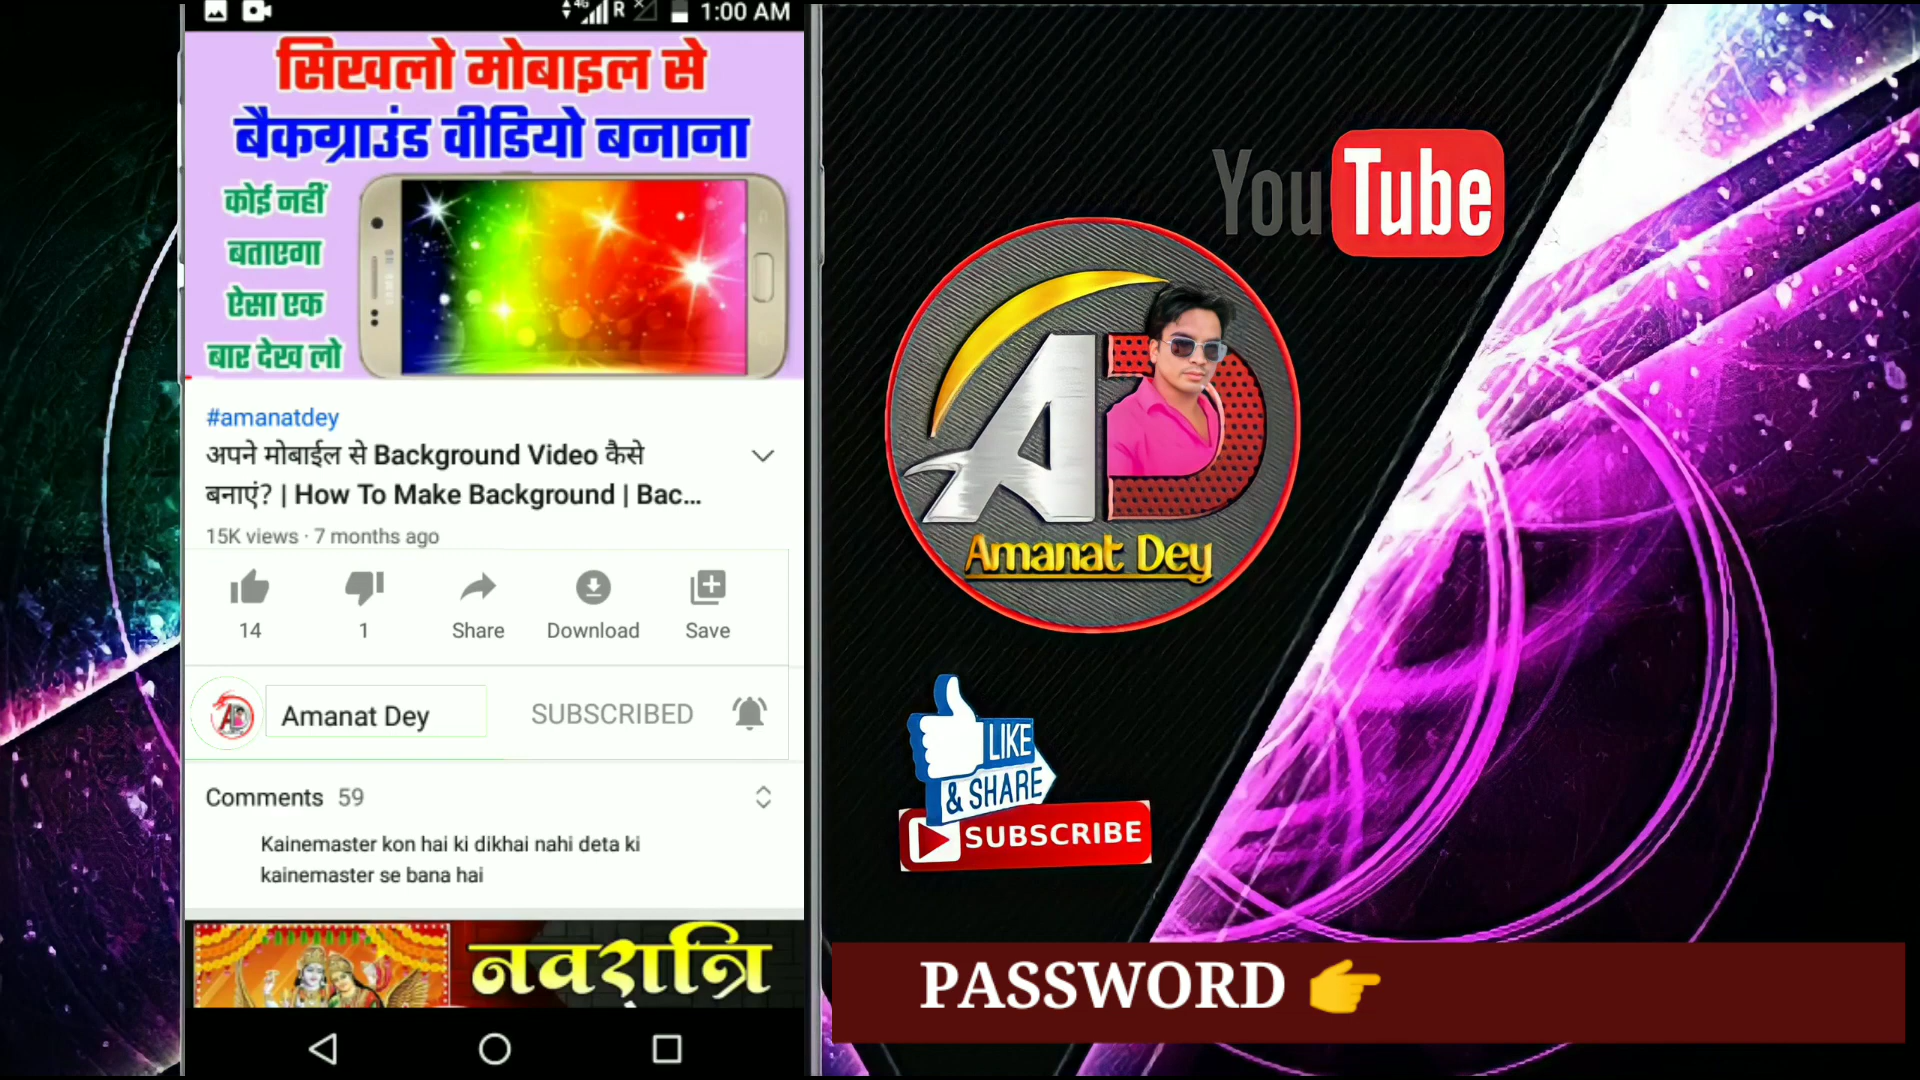 4G R 1:00 AM
सिखलो मोबाइल से
बैकग्राउंड वीडियो बनाना
कोई नहीं
बताएगा
ऐसा एक
बार देख लो
#amanatdey
अपने मोबाईल से Background Video कैसे
बनाएं? | How To Make Background | Bac...
15K views · 7 months ago
14
1
Share
Download
Save
Amanat Dey
SUBSCRIBED
Comments 59
Kainemaster kon hai ki dikhai nahi deta ki
kainemaster se bana hai
नवरात्रि
YouTube
AD
Amanat Dey
LIKE
& SHARE
SUBSCRIBE
PASSWORD 👉